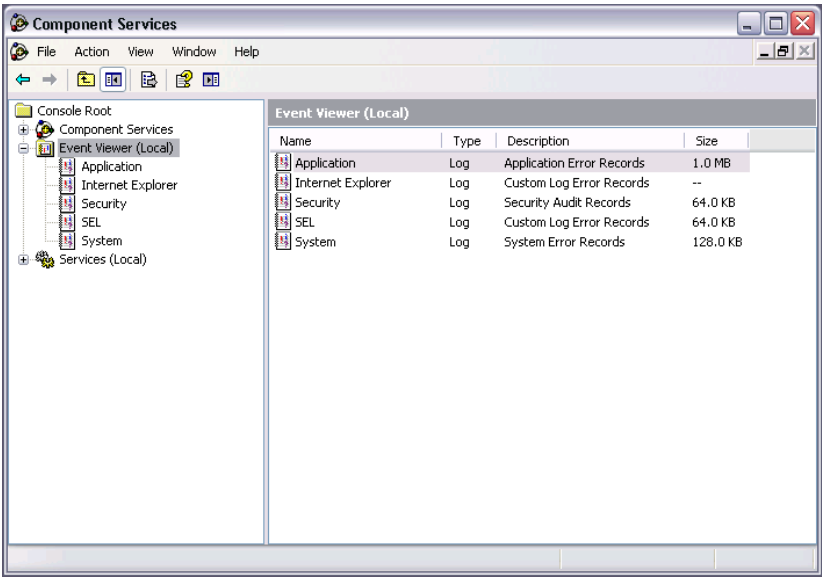 Component Services
File Action View Window Help
Console Root
Component Services
Event Viewer (Local)
Application
Internet Explorer
Security
SEL
System
Services (Local)
Event Viewer (Local)
Name Type Description Size
Application Log Application Error Records 1.0 MB
Internet Explorer Log Custom Log Error Records --
Security Log Security Audit Records 64.0 KB
SEL Log Custom Log Error Records 64.0 KB
System Log System Error Records 128.0 KB